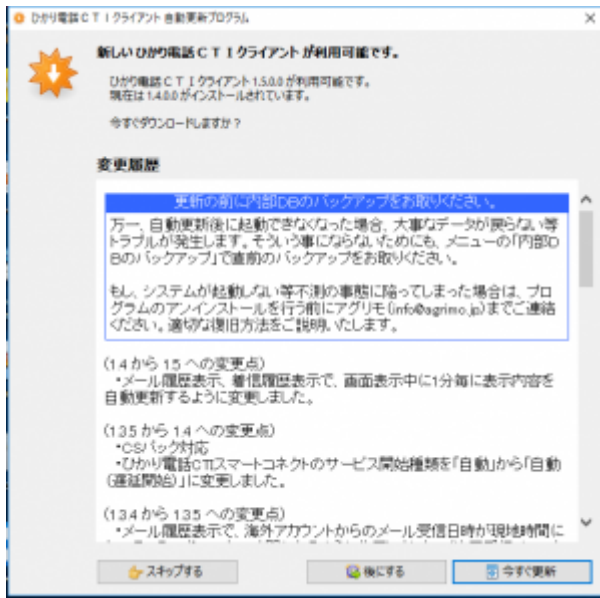 ひかり電話ＣＴＩクライアント 自動更新プログラム
新しい ひかり電話ＣＴＩクライアント が利用可能です。
ひかり電話ＣＴＩクライアント 1.5.0.0 が利用可能です。
現在は 1.4.0.0 がインストールされています。
今すぐダウンロードしますか？
変更履歴
更新の前に内部DBのバックアップをお取りください。
万一、自動更新後に起動できなくなった場合、大事なデータが戻らない等
トラブルが発生します。そういう事にならないためにも、メニューの「内部D
Bのバックアップ」で直前のバックアップをお取りください。
もし、システムが起動しない等不測の事態に陥ってしまった場合は、プロ
グラムのアンインストールを行う前にアグリモ(info@agrimo.jp)までご連絡
ください。適切な復旧方法をご説明いたします。
(1.4 から 1.5 への変更点)
・メール履歴表示、着信履歴表示で、画面表示中に1分毎に表示内容を
自動更新するように変更しました。
(1.3.5 から 1.4 への変更点)
・CSパック対応
・ひかり電話CTIスマートコネクトのサービス開始種類を「自動」から「自動
(遅延開始)」に変更しました。
(1.3.4 から 1.3.5 への変更点)
・メール履歴表示で、海外アカウントからのメール受信日時が現地時間に
スキップする
後にする
今すぐ更新